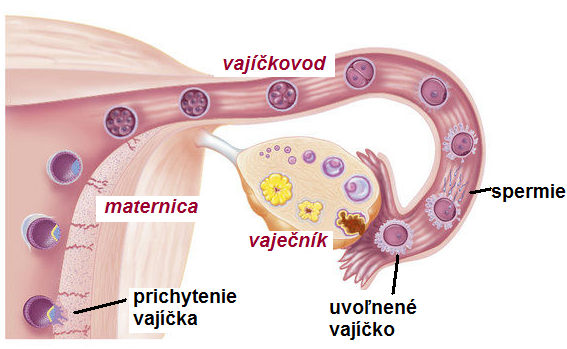 vajíčkovod
spermie
maternica
vaječník
prichytenie
vajíčka
uvoľnené
vajíčko